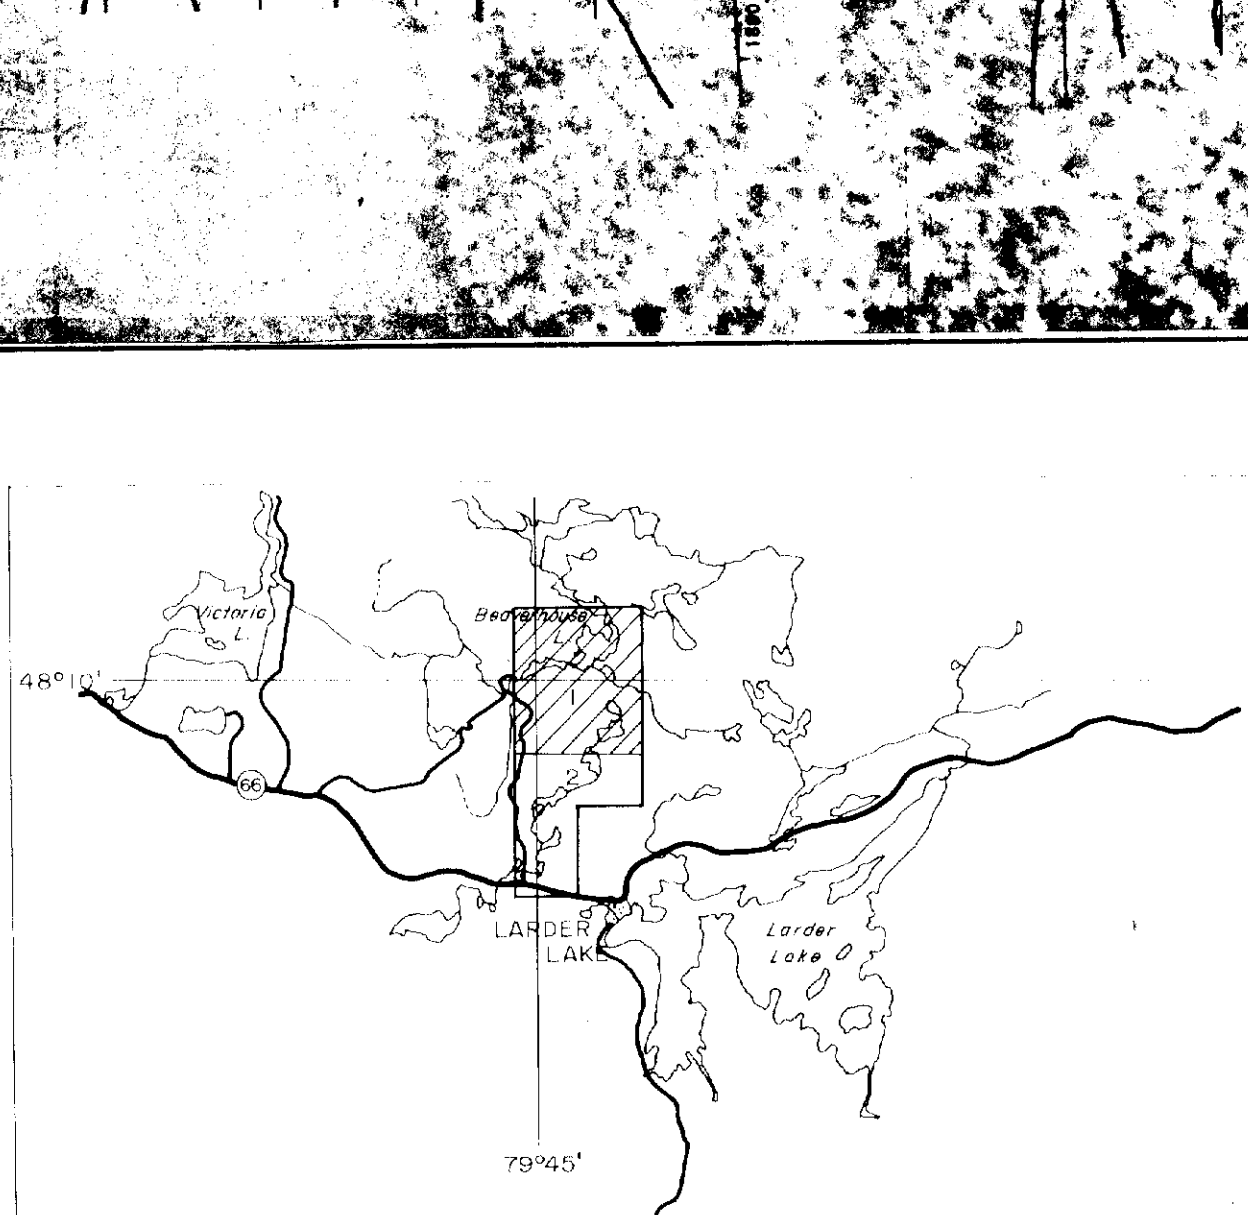 Beaverhouse
L.
Victoria
L.
48°10'
1
2
66
LARDER
LAKE
Larder
Lake
79°45'